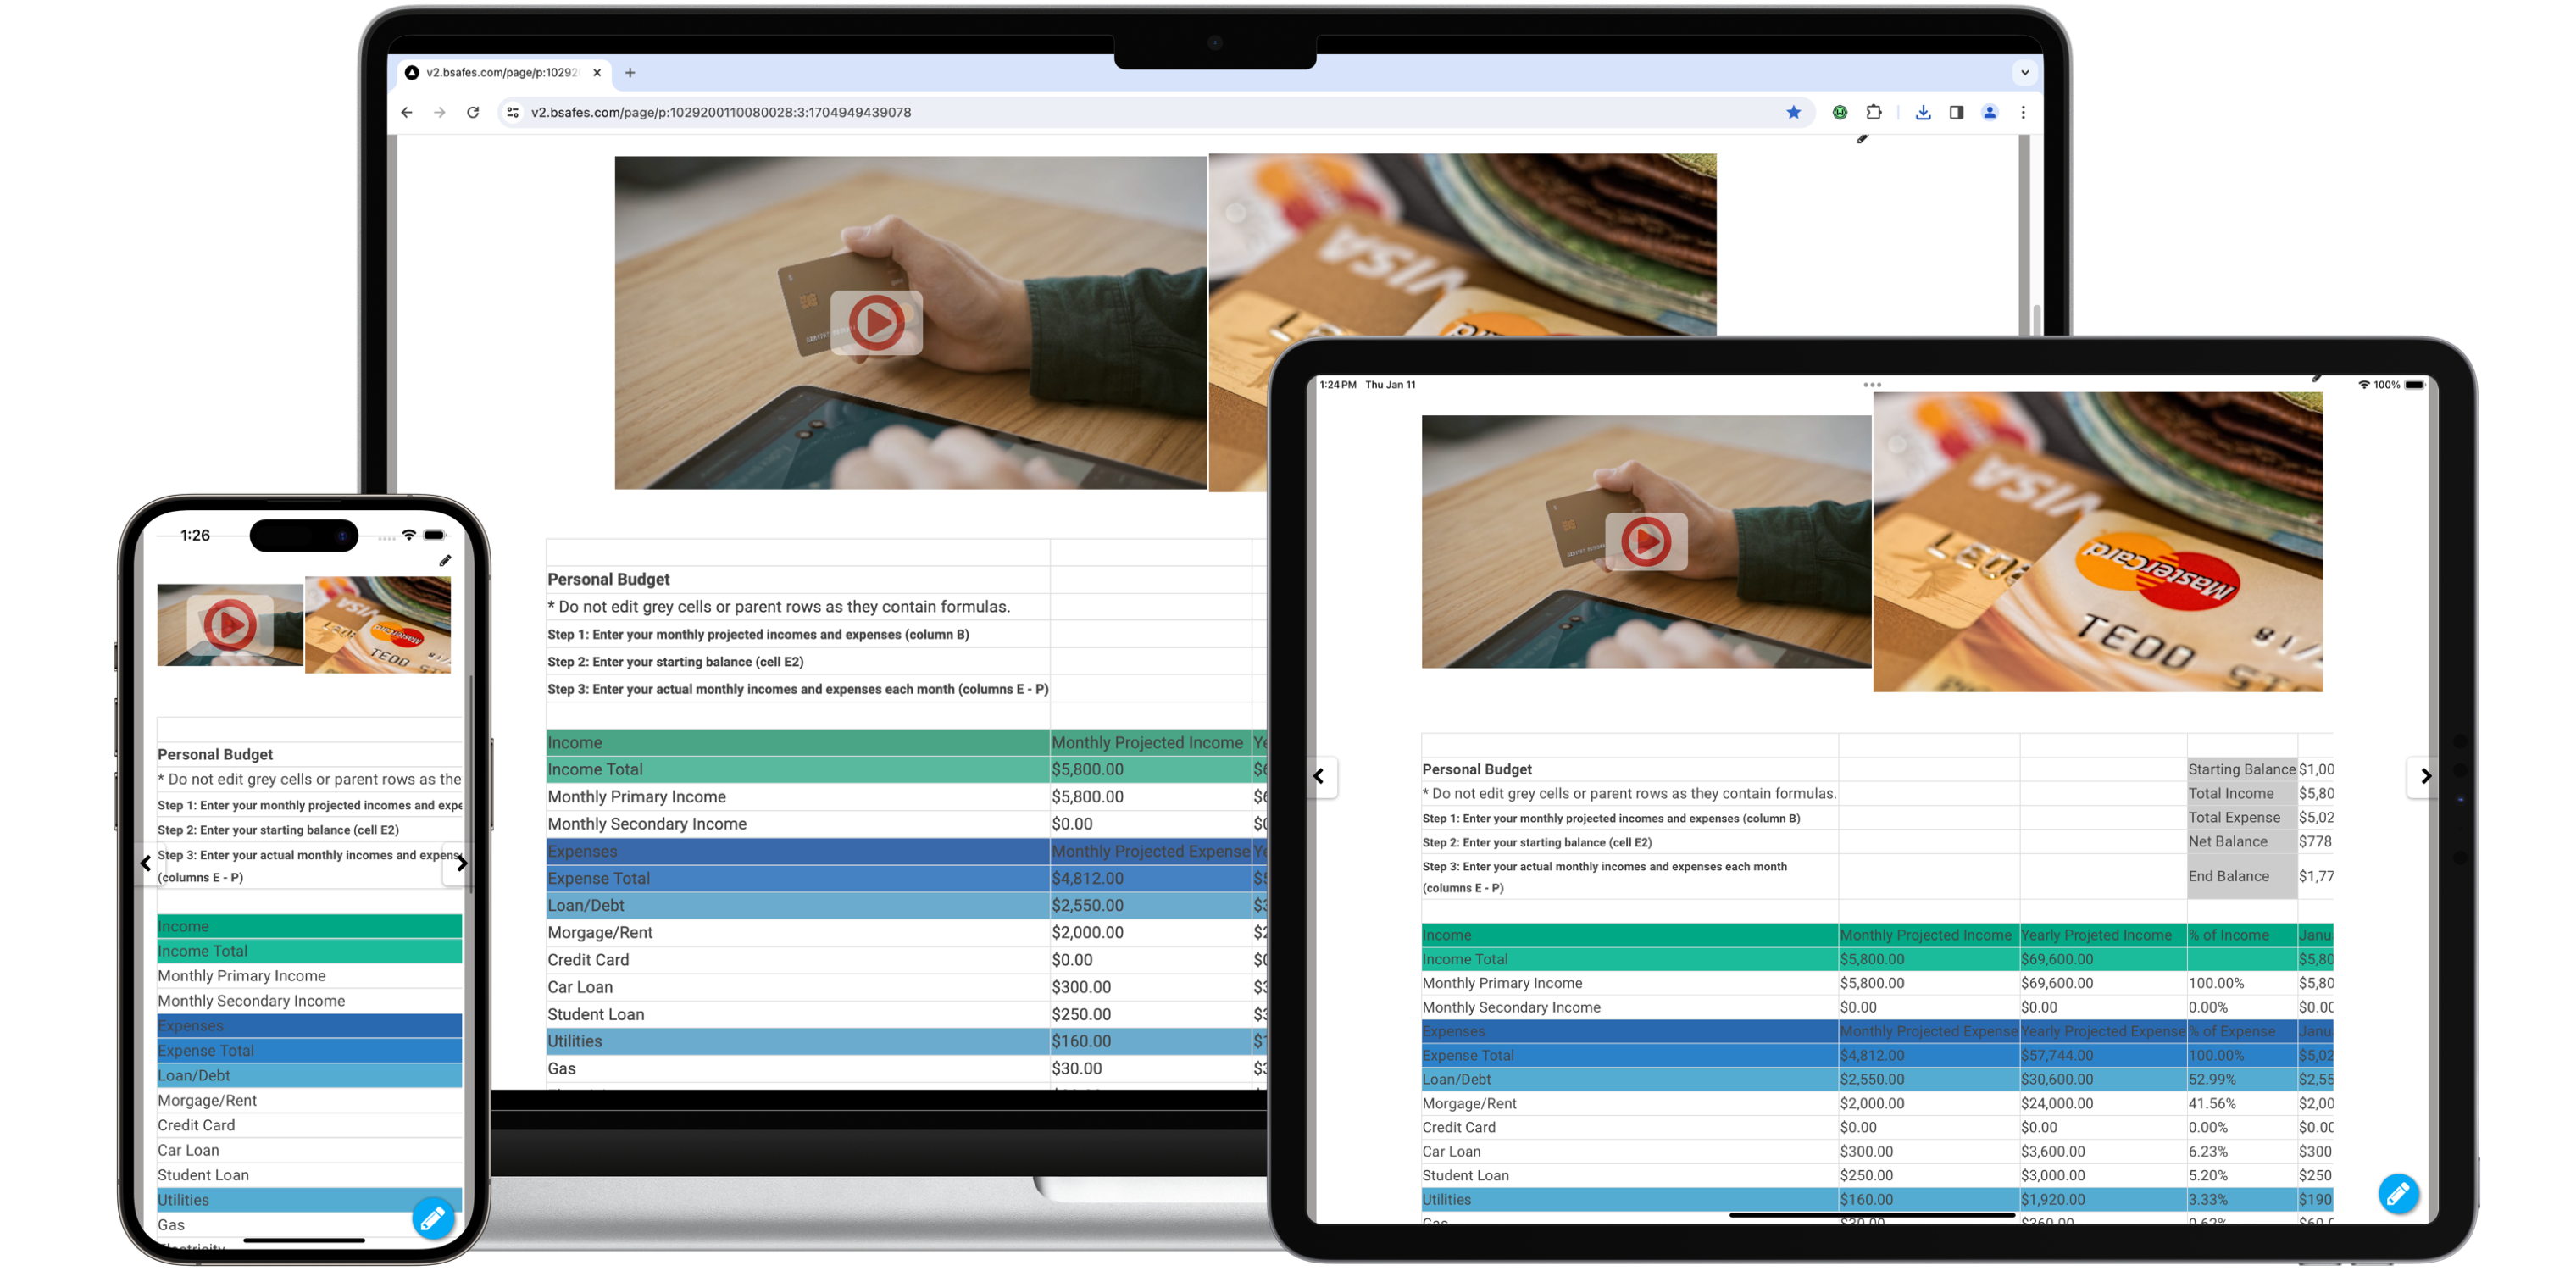 v2.bsafes.com/page/p:1029
v2.bsafes.com/page/p:1029200110080028:3:1704949439078
VISA
Personal Budget
* Do not edit grey cells or parent rows as they contain formulas.
Step 1: Enter your monthly projected incomes and expenses (column B)
Step 2: Enter your starting balance (cell E2)
Step 3: Enter your actual monthly incomes and expenses each month (columns E - P)
Income Monthly Projected Income Ye
Income Total $5,800.00 $6
Monthly Primary Income $5,800.00 $6
Monthly Secondary Income $0.00 $0
Expenses Monthly Projected Expense Ye
Expense Total $4,812.00 $5
Loan/Debt $2,550.00 $3
Morgage/Rent $2,000.00 $2
Credit Card $0.00 $0
Car Loan $300.00 $3
Student Loan $250.00 $3
Utilities $160.00 $1
Gas $30.00 $3
1:26
VISA
MasterCard
TEDD
Personal Budget
* Do not edit grey cells or parent rows as the
Step 1: Enter your monthly projected incomes and expe
Step 2: Enter your starting balance (cell E2)
Step 3: Enter your actual monthly incomes and expens
(columns E - P)
Income
Income Total
Monthly Primary Income
Monthly Secondary Income
Expenses
Expense Total
Loan/Debt
Morgage/Rent
Credit Card
Car Loan
Student Loan
Utilities
Gas
Electricity
1:24 PM Thu Jan 11 100%
VISA
MasterCard
TEDD
Personal Budget Starting Balance $1,00
* Do not edit grey cells or parent rows as they contain formulas. Total Income $5,80
Step 1: Enter your monthly projected incomes and expenses (column B) Total Expense $5,02
Step 2: Enter your starting balance (cell E2) Net Balance $778
Step 3: Enter your actual monthly incomes and expenses each month
(columns E - P) End Balance $1,77
Income Monthly Projected Income Yearly Projeted Income % of Income Janu
Income Total $5,800.00 $69,600.00 $5,80
Monthly Primary Income $5,800.00 $69,600.00 100.00% $5,80
Monthly Secondary Income $0.00 $0.00 0.00% $0.00
Expenses Monthly Projected Expense Yearly Projected Expense % of Expense Janu
Expense Total $4,812.00 $57,744.00 100.00% $5,02
Loan/Debt $2,550.00 $30,600.00 52.99% $2,55
Morgage/Rent $2,000.00 $24,000.00 41.56% $2,00
Credit Card $0.00 $0.00 0.00% $0.00
Car Loan $300.00 $3,600.00 6.23% $300
Student Loan $250.00 $3,000.00 5.20% $250
Utilities $160.00 $1,920.00 3.33% $190
Gas $30.00 $360.00 0.62% $60.0